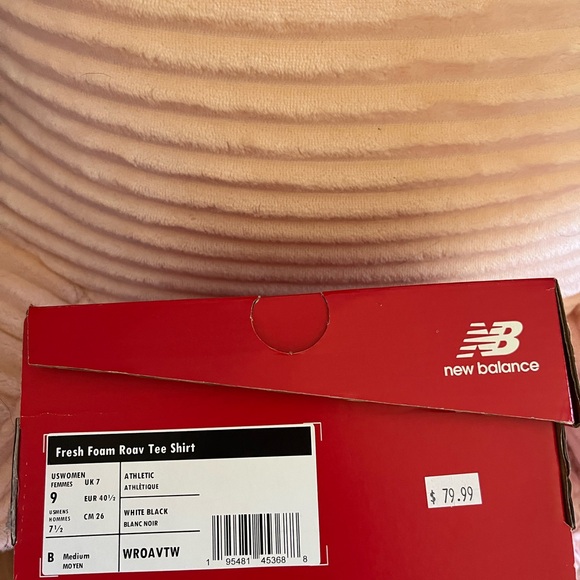 NB
new balance
Fresh Foam Roav Tee Shirt
USWOMEN
FEMMES
9
UK 7
EUR 40½
USMENS
HOMMES
7½
CM 26
ATHLETIC
ATHLÉTIQUE
WHITE BLACK
BLANC NOIR
B Medium
MOYEN
WROAVTW
1 95481 45368 8
$ 79.99